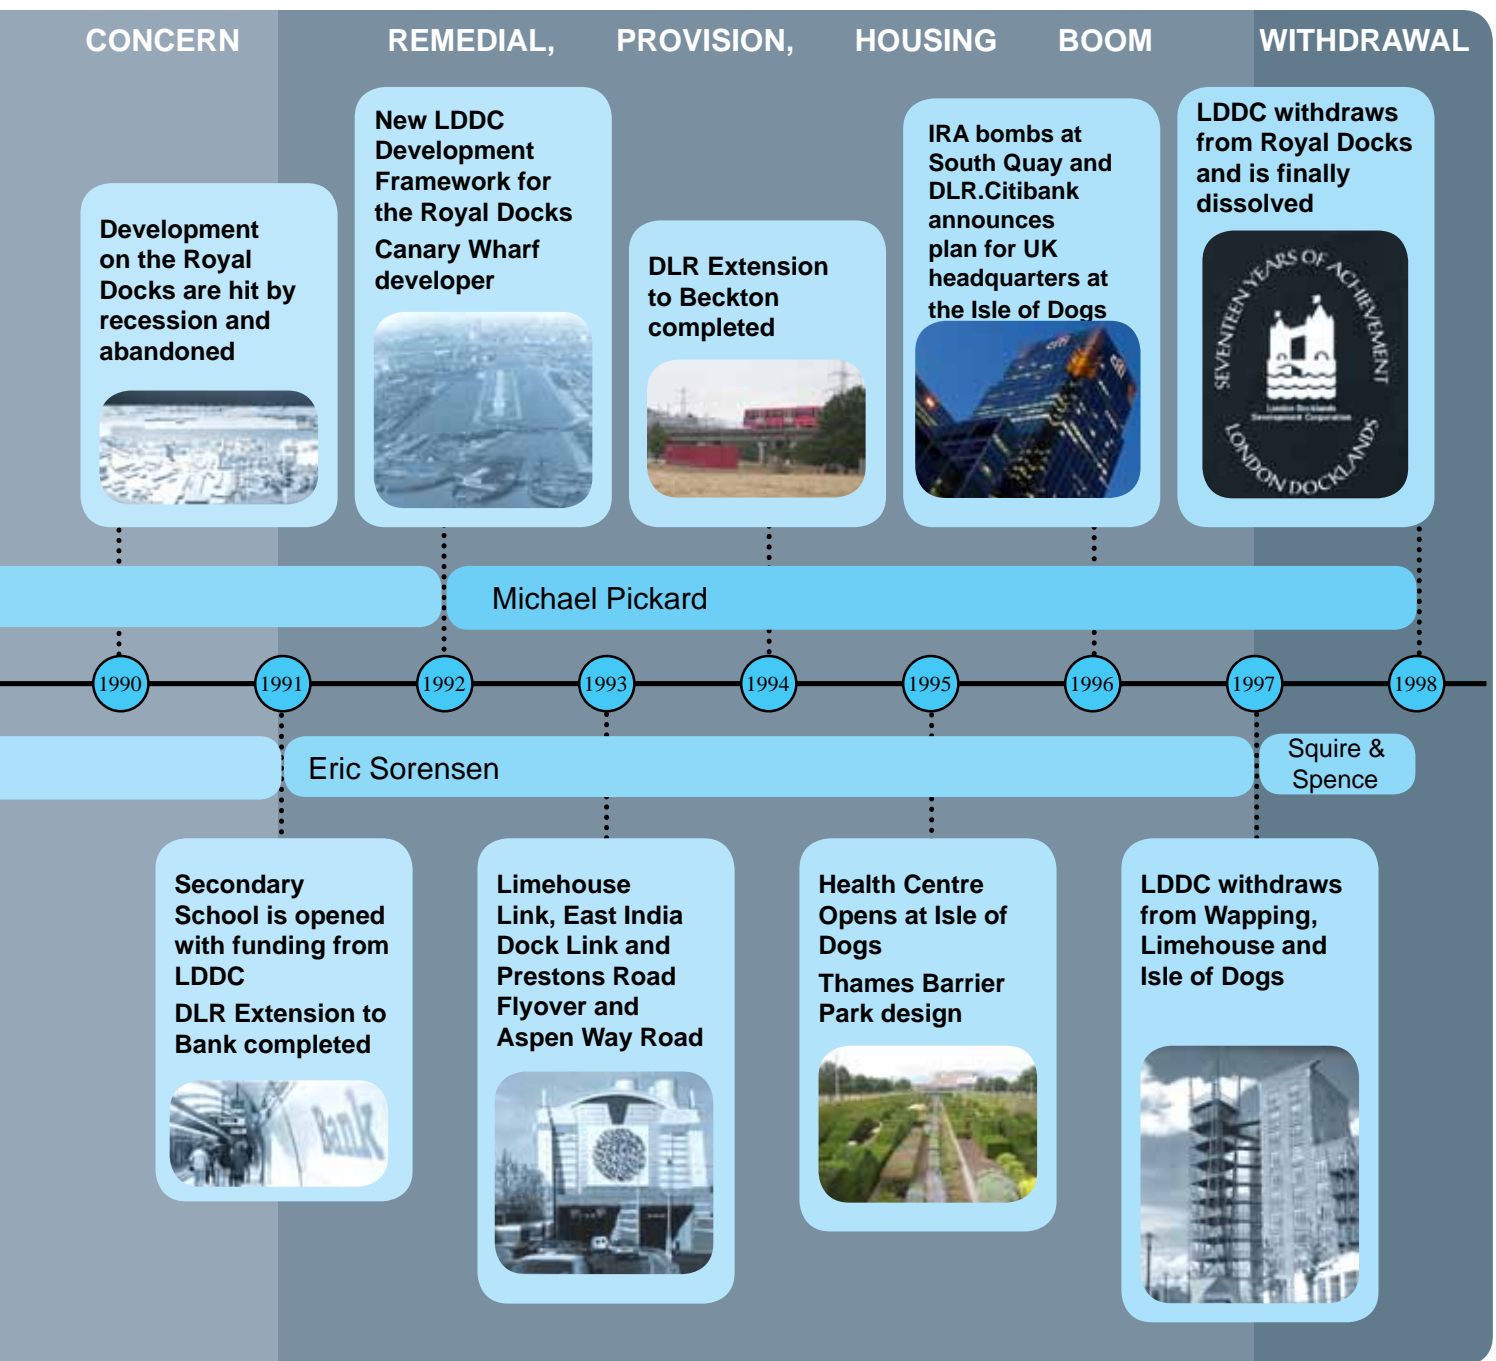 CONCERN REMEDIAL, PROVISION, HOUSING BOOM WITHDRAWAL
Development
on the Royal
Docks are hit by
recession and
abandoned
New LDDC
Development
Framework for
the Royal Docks
Canary Wharf
developer
DLR Extension
to Beckton
completed
IRA bombs at
South Quay and
DLR.Citibank
announces
plan for UK
headquarters at
the Isle of Dogs
citi
citi
LDDC withdraws
from Royal Docks
and is finally
dissolved
SEVENTEEN YEARS OF ACHIEVEMENT
London Docklands
Development Corporation
LONDON DOCKLANDS
Michael Pickard
1990 1991 1992 1993 1994 1995 1996 1997 1998
Eric Sorensen
Squire &
Spence
Secondary
School is opened
with funding from
LDDC
DLR Extension to
Bank completed
Bank
Limehouse
Link, East India
Dock Link and
Prestons Road
Flyover and
Aspen Way Road
Health Centre
Opens at Isle of
Dogs
Thames Barrier
Park design
LDDC withdraws
from Wapping,
Limehouse and
Isle of Dogs